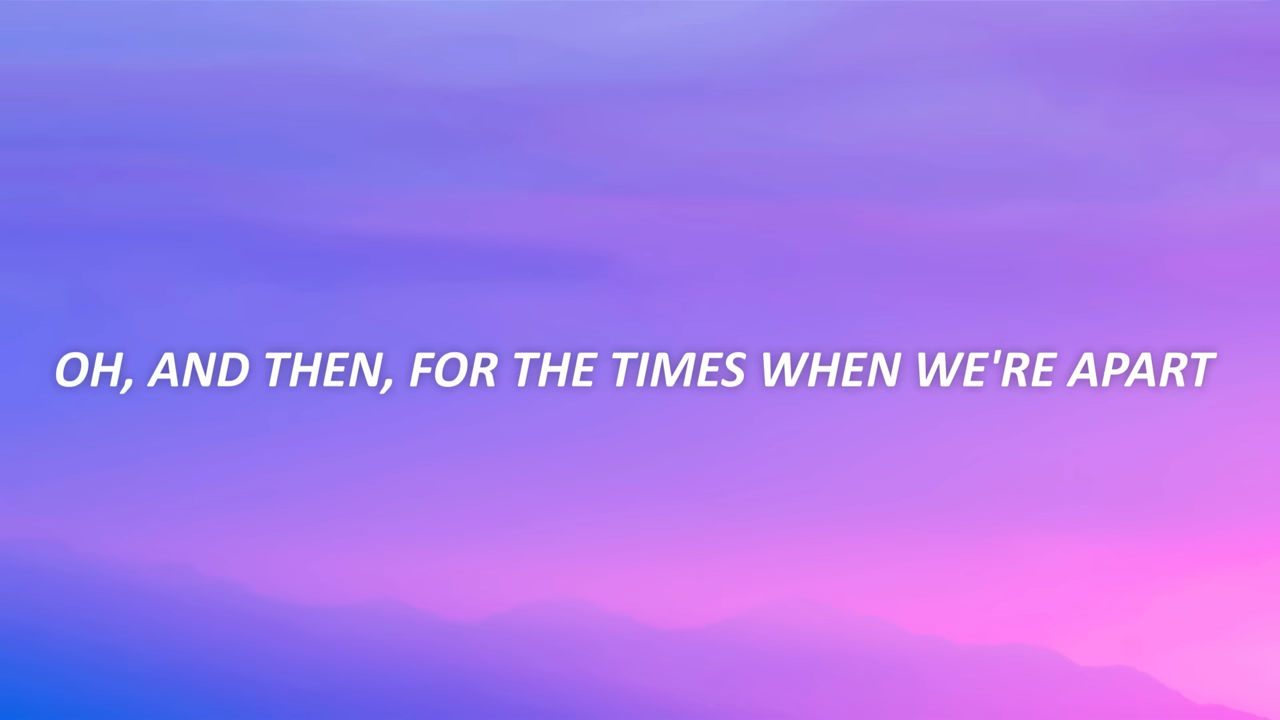 OH, AND THEN, FOR THE TIMES WHEN WE'RE APART